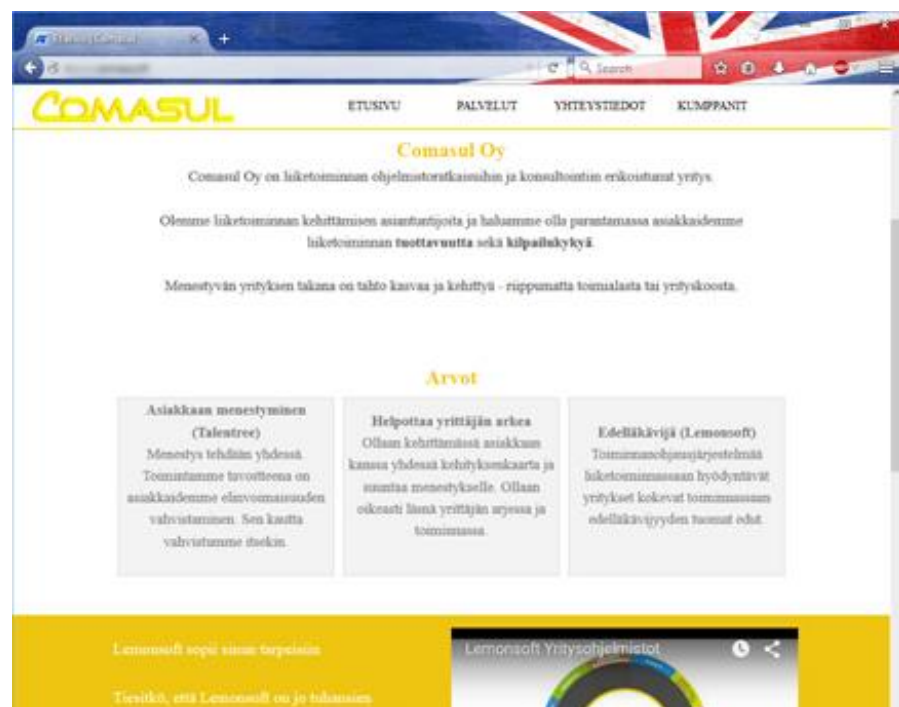 Search
COMASUL
ETUSIVU PALVELUT YHTEYSTIEDOT KUMPPANIT
Comasul Oy
Comasul Oy on liiketoiminnan ohjelmistoratkaisuihin ja konsultointiin erikoistunut yritys.
Olemme liiketoiminnan kehittämisen asiantuntijoita ja haluamme olla parantamassa asiakkaidemme
liiketoiminnan tuottavuutta sekä kilpailukykyä.
Menestyvän yrityksen takana on tahto kasvaa ja kehittyä - riippumatta toimialasta tai yrityskoosta.
Arvot
Asiakkaan menestyminen
(Talentree)
Menestys tehdään yhdessä.
Toimintamme tavoitteena on
asiakkaidemme elinvoimaisuuden
vahvistaminen. Sen kautta
vahvistumme itsekin.
Helpottaa yrittäjän arkea
Ollaan kehittämässä asiakkaan
kanssa yhdessä kehityksenkaarta ja
suuntaa menestykselle. Ollaan
oikeasti läsnä yrittäjän arjessa ja
toiminnassa.
Edelläkävijä (Lemonsoft)
Toiminnanohjausjärjestelmää
liiketoiminnassaan hyödyntävät
yritykset kokevat toiminnassaan
edelläkävijyyden tuomat edut.
Lemonsoft sopii sinun tarpeisiin
Tiesitkö, että Lemonsoft on jo tuhansien
Lemonsoft Yritysohjelmistot